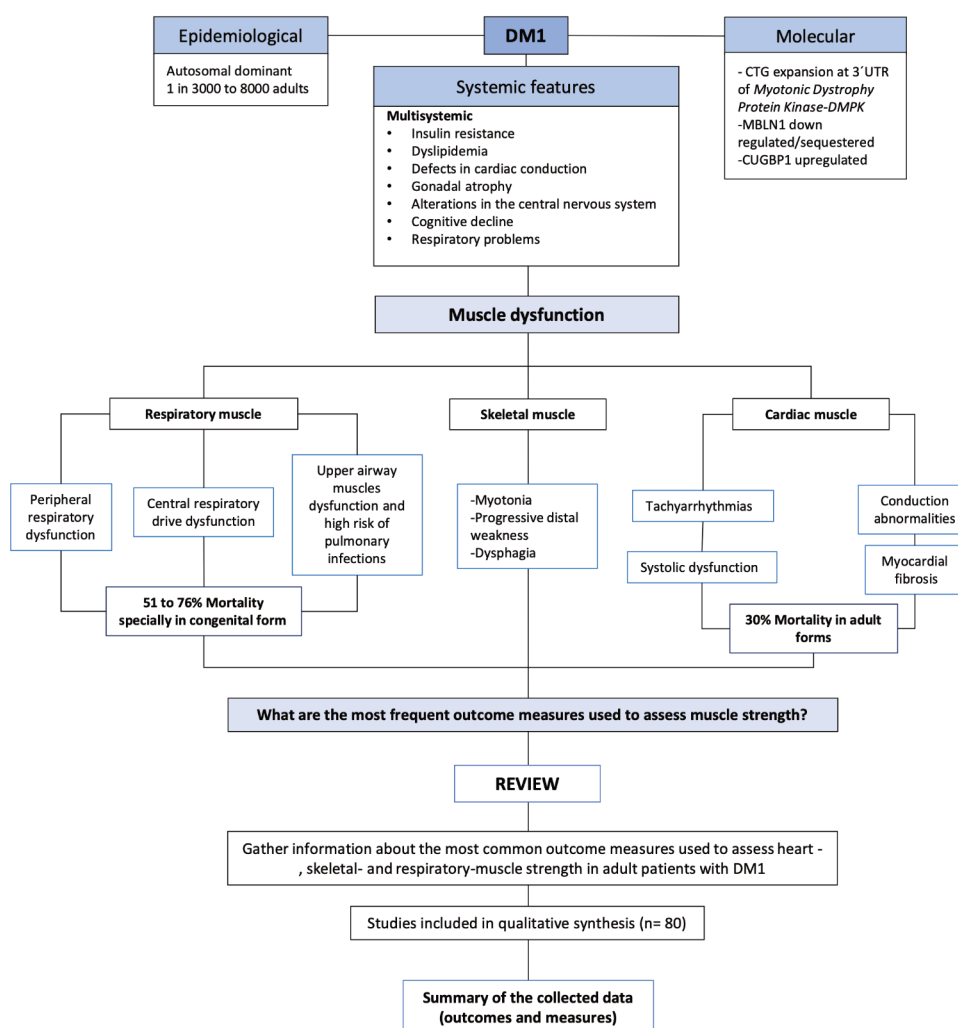 Epidemiological
Autosomal dominant
1 in 3000 to 8000 adults
DM1
Molecular
- CTG expansion at 3´UTR
of Myotonic Dystrophy
Protein Kinase-DMPK
-MBLN1 down
regulated/sequestered
-CUGBP1 upregulated
Systemic features
Multisystemic
• Insulin resistance
• Dyslipidemia
• Defects in cardiac conduction
• Gonadal atrophy
• Alterations in the central nervous system
• Cognitive decline
• Respiratory problems
Muscle dysfunction
Respiratory muscle
Skeletal muscle
Cardiac muscle
Peripheral
respiratory
dysfunction
Central respiratory
drive dysfunction
Upper airway
muscles
dysfunction and
high risk of
pulmonary
infections
-Myotonia
-Progressive distal
weakness
-Dysphagia
Tachyarrhythmias
Systolic dysfunction
Conduction
abnormalities
Myocardial
fibrosis
51 to 76% Mortality
specially in congenital form
30% Mortality in adult
forms
What are the most frequent outcome measures used to assess muscle strength?
REVIEW
Gather information about the most common outcome measures used to assess heart -
, skeletal- and respiratory-muscle strength in adult patients with DM1
Studies included in qualitative synthesis (n= 80)
Summary of the collected data
(outcomes and measures)